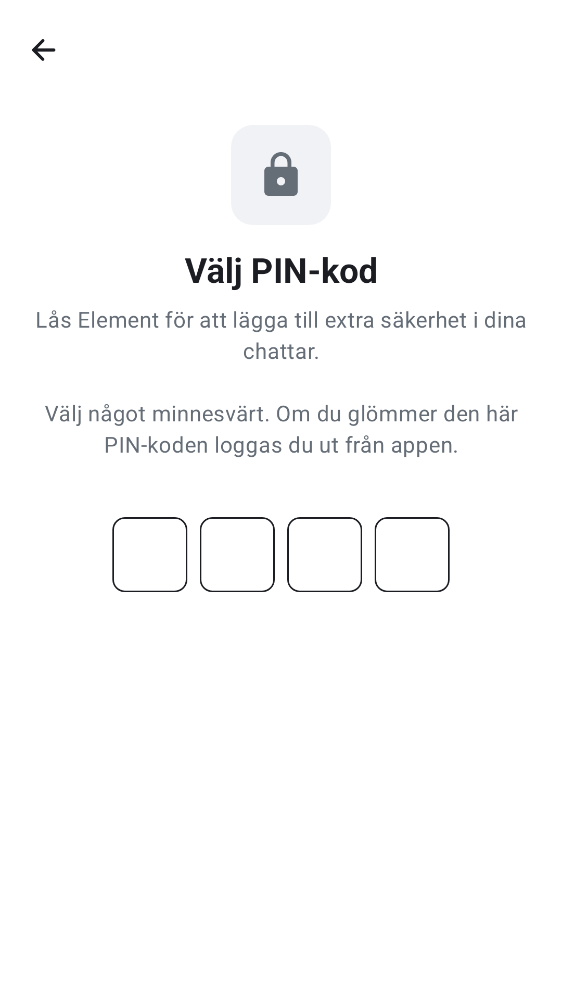 Välj PIN-kod
Lås Element för att lägga till extra säkerhet i dina
chattar.
Välj något minnesvärt. Om du glömmer den här
PIN-koden loggas du ut från appen.